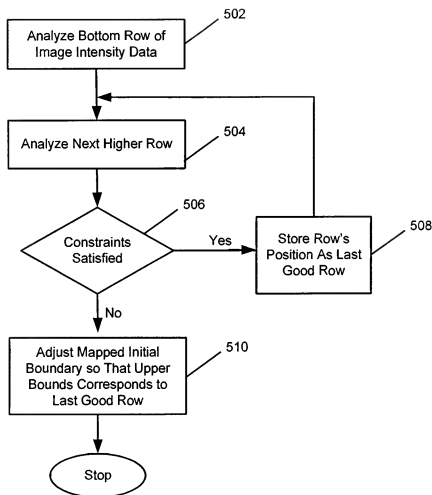 502
Analyze Bottom Row of
Image Intensity Data
Analyze Next Higher Row
504
506
Constraints
Satisfied
Yes
Store Row's
Position As Last
Good Row
508
No
Adjust Mapped Initial
Boundary so That Upper
Bounds Corresponds to
Last Good Row
510
Stop